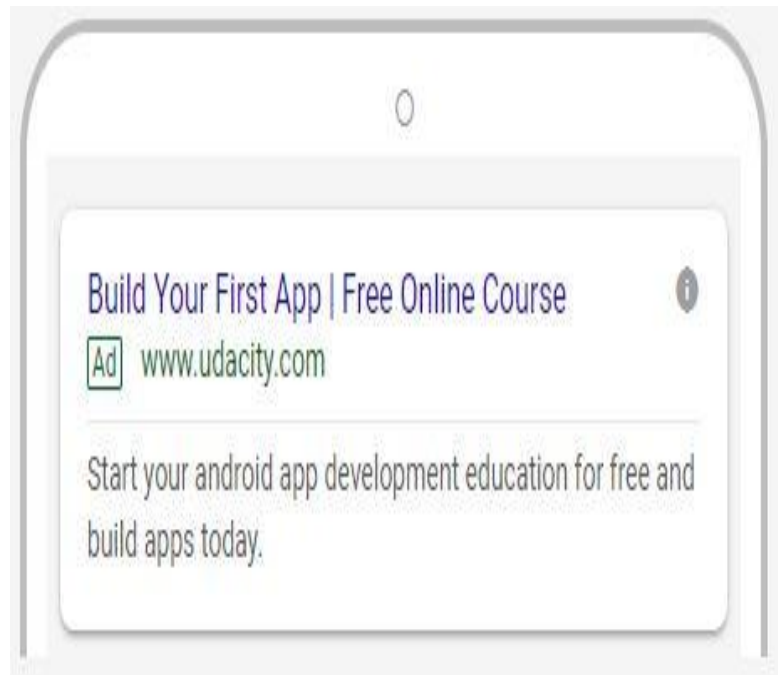 Build Your First App | Free Online Course
Ad www.udacity.com
Start your android app development education for free and
build apps today.